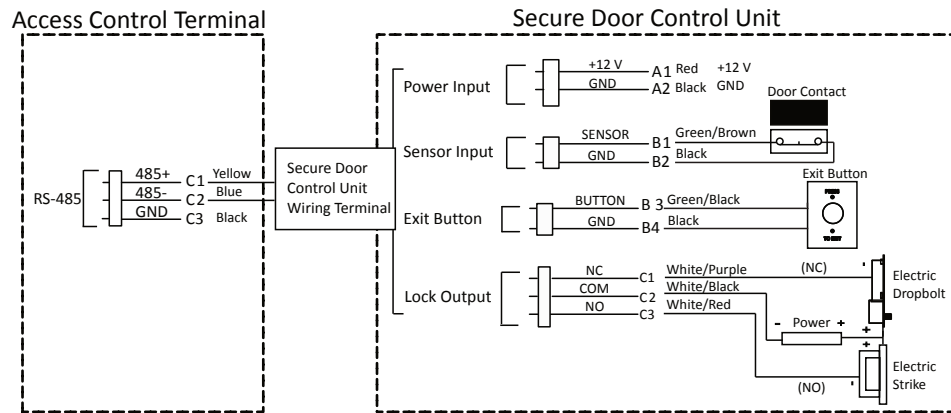 Access Control Terminal
Secure Door Control Unit
RS-485
485+ C1 Yellow
485- C2 Blue
GND C3 Black
Secure Door
Control Unit
Wiring Terminal
Power Input
+12 V A1 Red +12 V
GND A2 Black GND
Sensor Input
SENSOR B1 Green/Brown
GND B2 Black
Door Contact
Exit Button
BUTTON B 3 Green/Black
GND B4 Black
Exit Button
TO EXIT
Lock Output
NC C1 White/Purple (NC)
COM C2 White/Black
NO C3 White/Red
- Power +
(NO)
-
Electric
Dropbolt
+
+
-
Electric
Strike